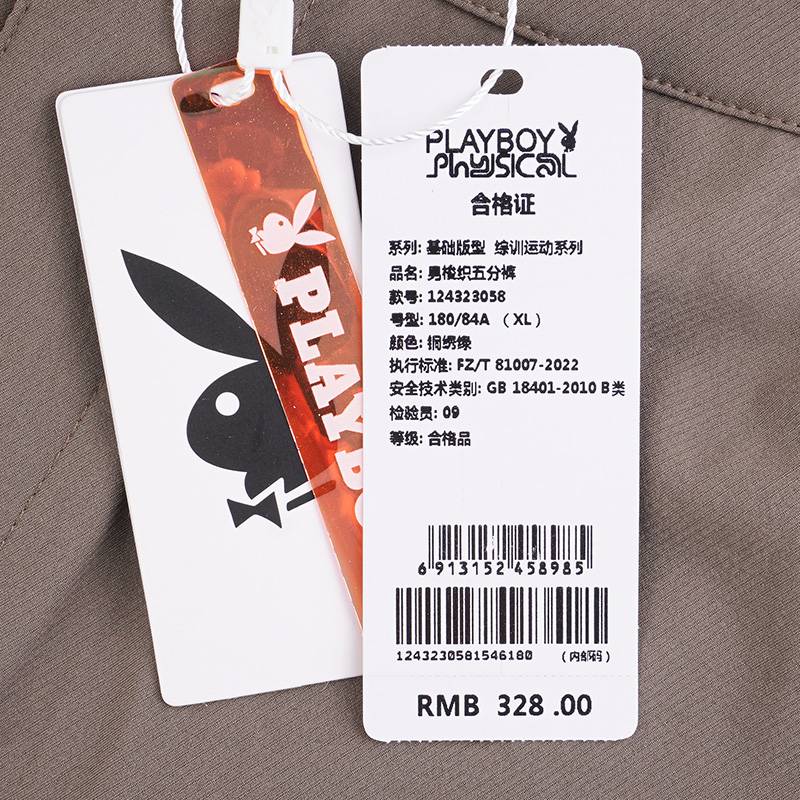 PLAYBOY
PLAYBOY
PhYSICAL
合格证
系列: 基础版型 综训运动系列
品名: 男梭织五分裤
款号: 124323058
号型: 180/84A （XL）
颜色: 铜绣缘
执行标准: FZ/T 81007-2022
安全技术类别: GB 18401-2010 B类
检验员: 09
等级: 合格品
6 913152 458985
1243230581546180 （内部码）
RMB 328 .00